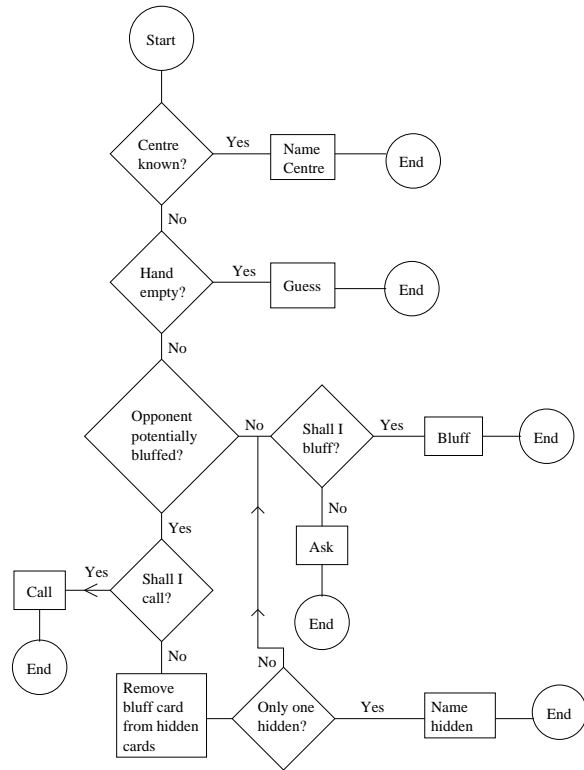 Start
Centre
known?
Yes
Name
Centre
End
No
Hand
empty?
Yes
Guess
End
No
Opponent
potentially
bluffed?
No
Shall I
bluff?
Yes
Bluff
End
No
Ask
End
Yes
Shall I
call?
Yes
Call
End
No
Remove
bluff card
from hidden
cards
No
Only one
hidden?
Yes
Name
hidden
End